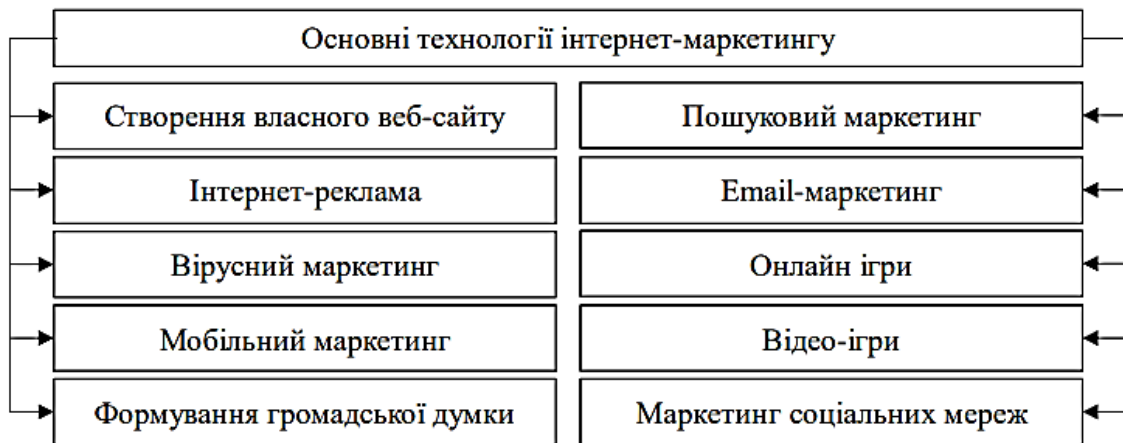 Основні технології інтернет-маркетингу
Створення власного веб-сайту
Пошуковий маркетинг
Інтернет-реклама
Email-маркетинг
Вірусний маркетинг
Онлайн ігри
Мобільний маркетинг
Відео-ігри
Формування громадської думки
Маркетинг соціальних мереж